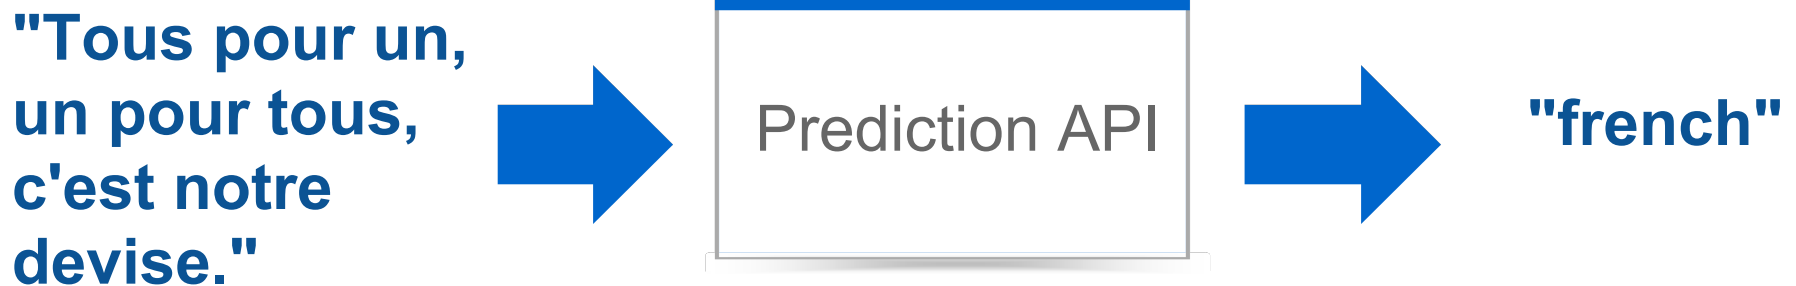 "Tous pour un,
un pour tous,
c'est notre
devise."
Prediction API
"french"